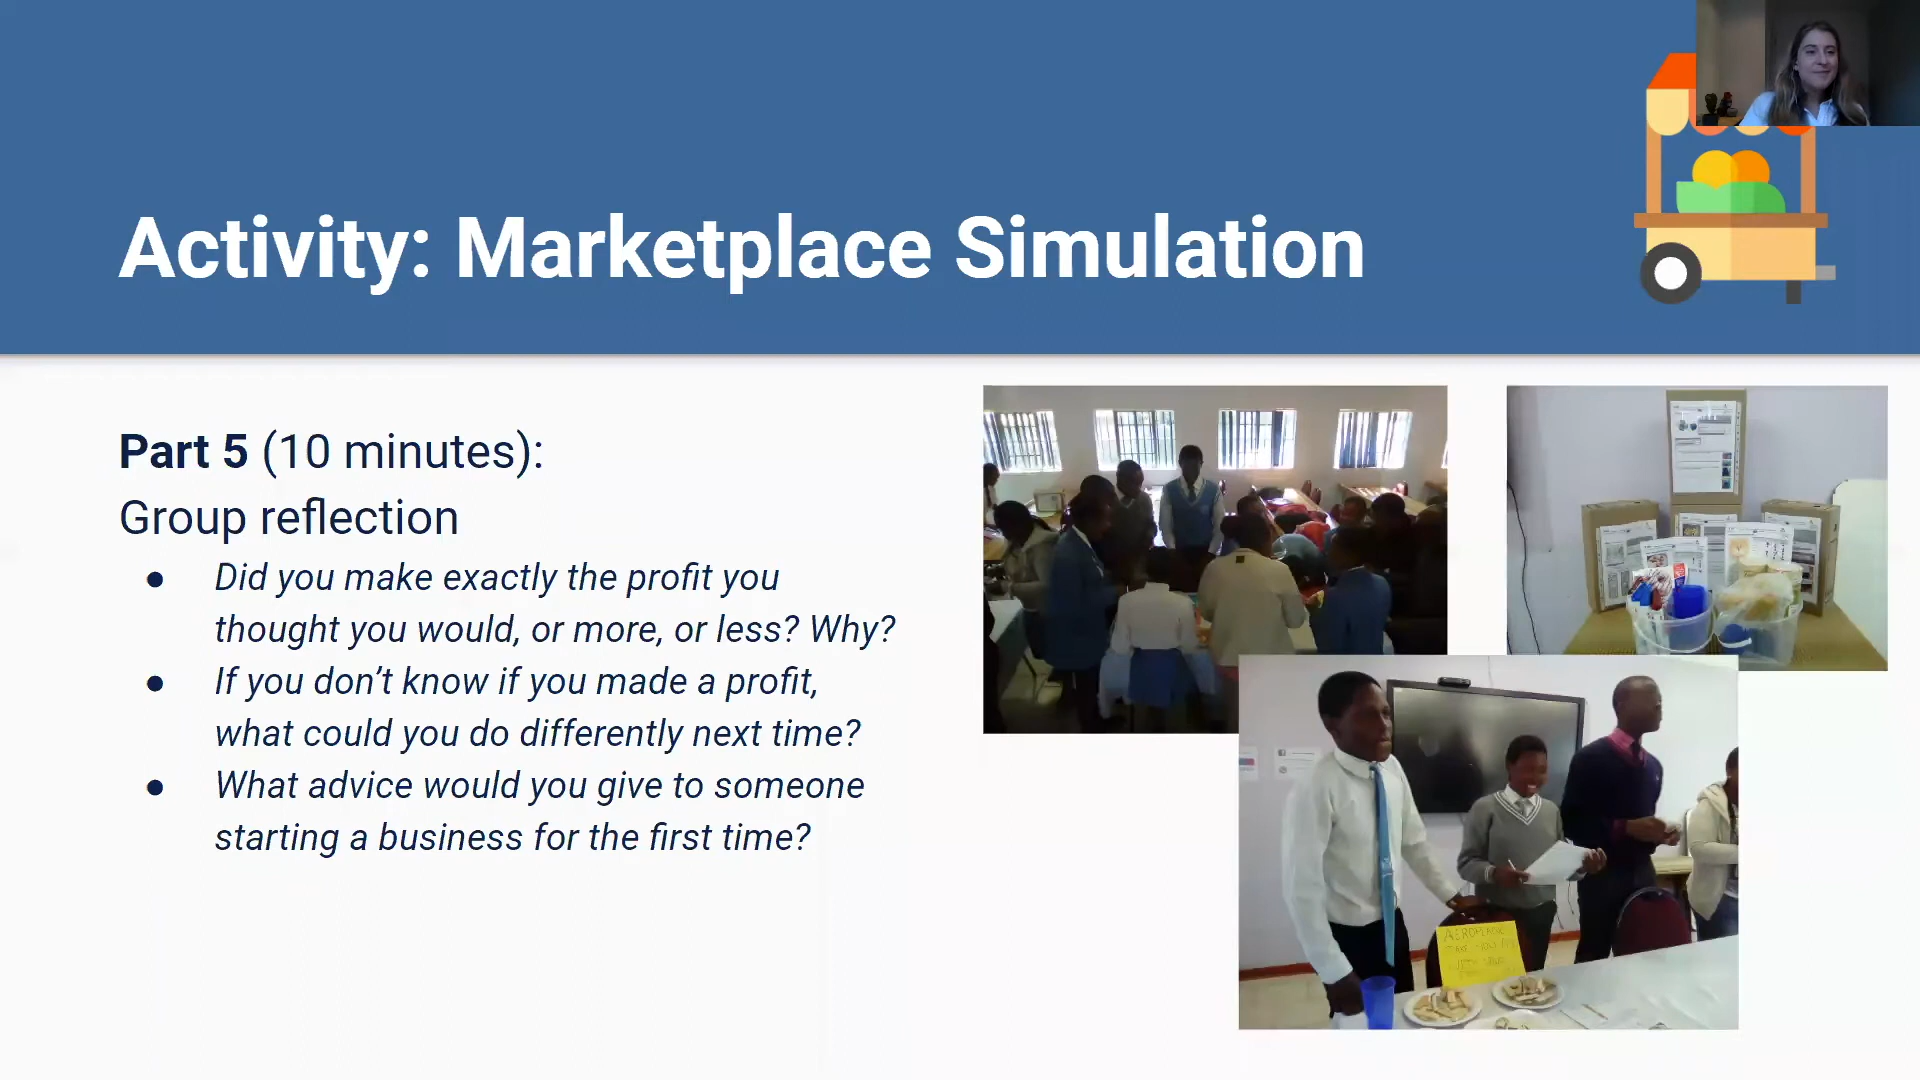 Activity: Marketplace Simulation
Part 5 (10 minutes):
Group reflection
● Did you make exactly the profit you
thought you would, or more, or less? Why?
● If you don’t know if you made a profit,
what could you do differently next time?
● What advice would you give to someone
starting a business for the first time?
AEROPLANE